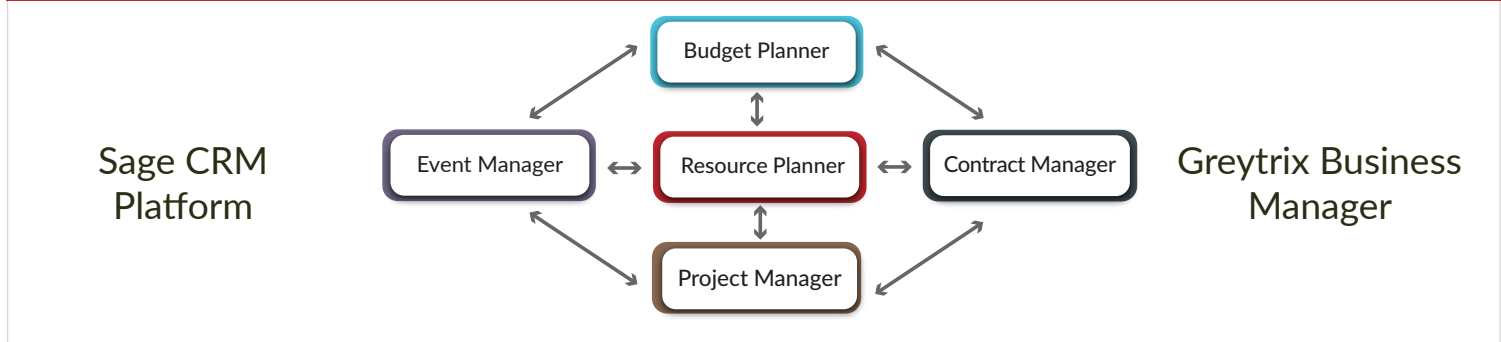 Budget Planner
Sage CRM
Platform
Event Manager
Resource Planner
Contract Manager
Greytrix Business
Manager
Project Manager